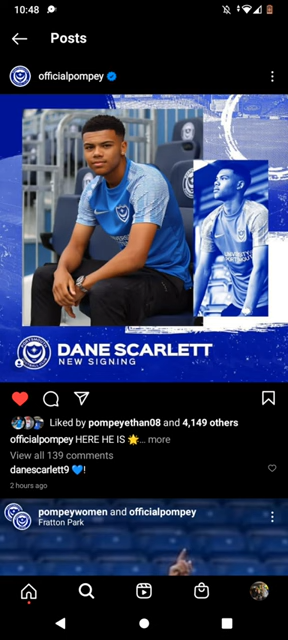 10:48
Posts
officialpompey
DANE SCARLETT
NEW SIGNING
Liked by pompeyethan08 and 4,149 others
officialpompey HERE HE IS 🌟... more
View all 139 comments
danescarlett9 💙!
2 hours ago
pompeywomen and officialpompey
Fratton Park